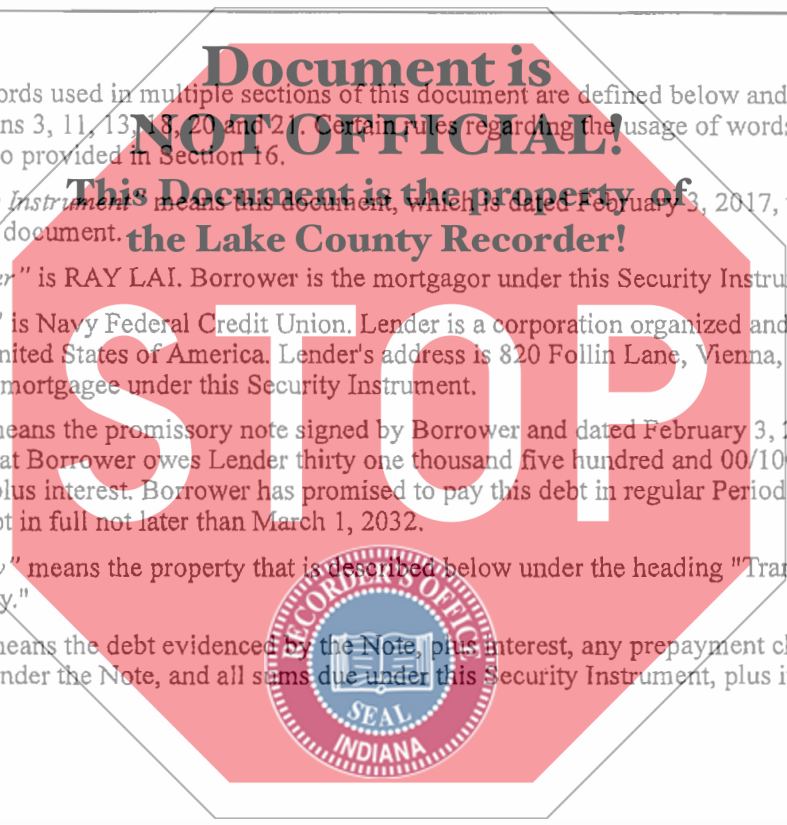 Document is
NOT OFFICIAL!
This Document is the property of
the Lake County Recorder!
STOP
ords used in multiple sections of this document are defined below and
ns 3, 11, 13, 18, 20 and 21. Certain rules regarding the usage of words
o provided in Section 16.
Instrument" means this document, which is dated February 3, 2017,
document.
er" is RAY LAI. Borrower is the mortgagor under this Security Instru
" is Navy Federal Credit Union. Lender is a corporation organized and
nited States of America. Lender's address is 820 Follin Lane, Vienna,
mortgagee under this Security Instrument.
neans the promissory note signed by Borrower and dated February 3, 2
at Borrower owes Lender thirty one thousand five hundred and 00/10
plus interest. Borrower has promised to pay this debt in regular Period
ot in full not later than March 1, 2032.
" means the property that is described below under the heading "Tran
y."
neans the debt evidenced by the Note, plus interest, any prepayment cl
nder the Note, and all sums due under this Security Instrument, plus i
RECORDER'S OFFICE
SEAL
INDIANA